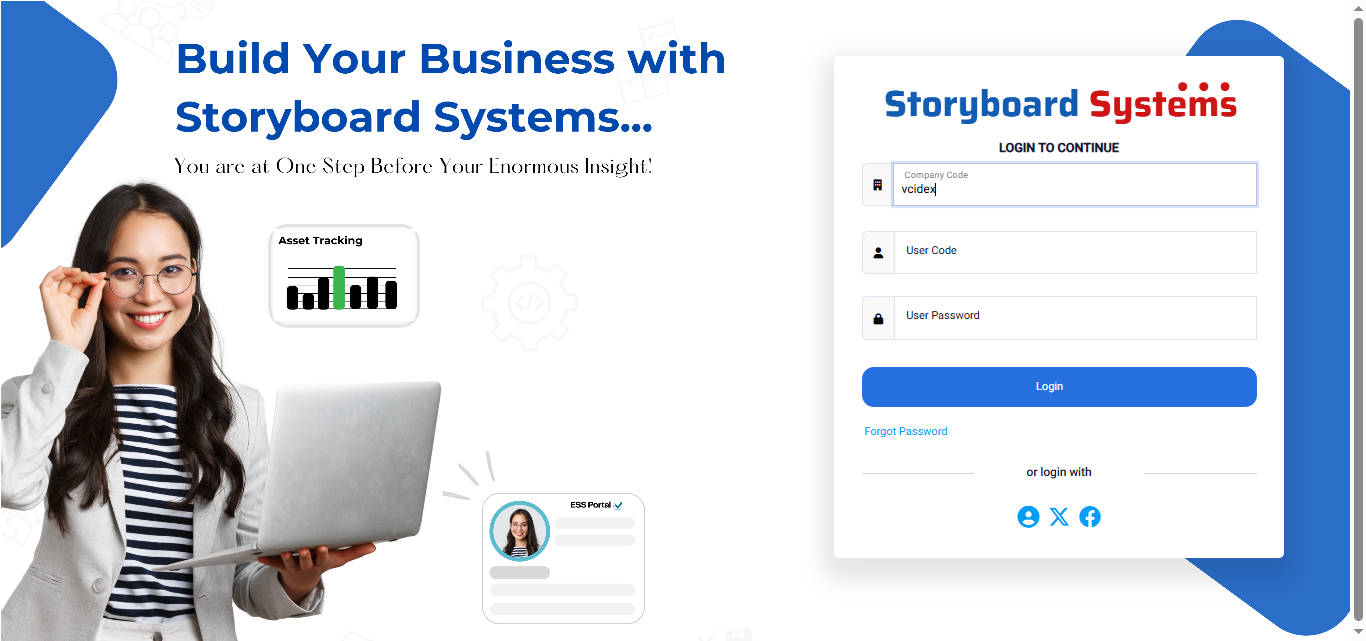 Build Your Business with
Storyboard Systems...
You are at One Step Before Your Enormous Insight!
Asset Tracking
ESS Portal
Storyboard Systems
LOGIN TO CONTINUE
Company Code
vcidex
User Code
User Password
Login
Forgot Password
or login with